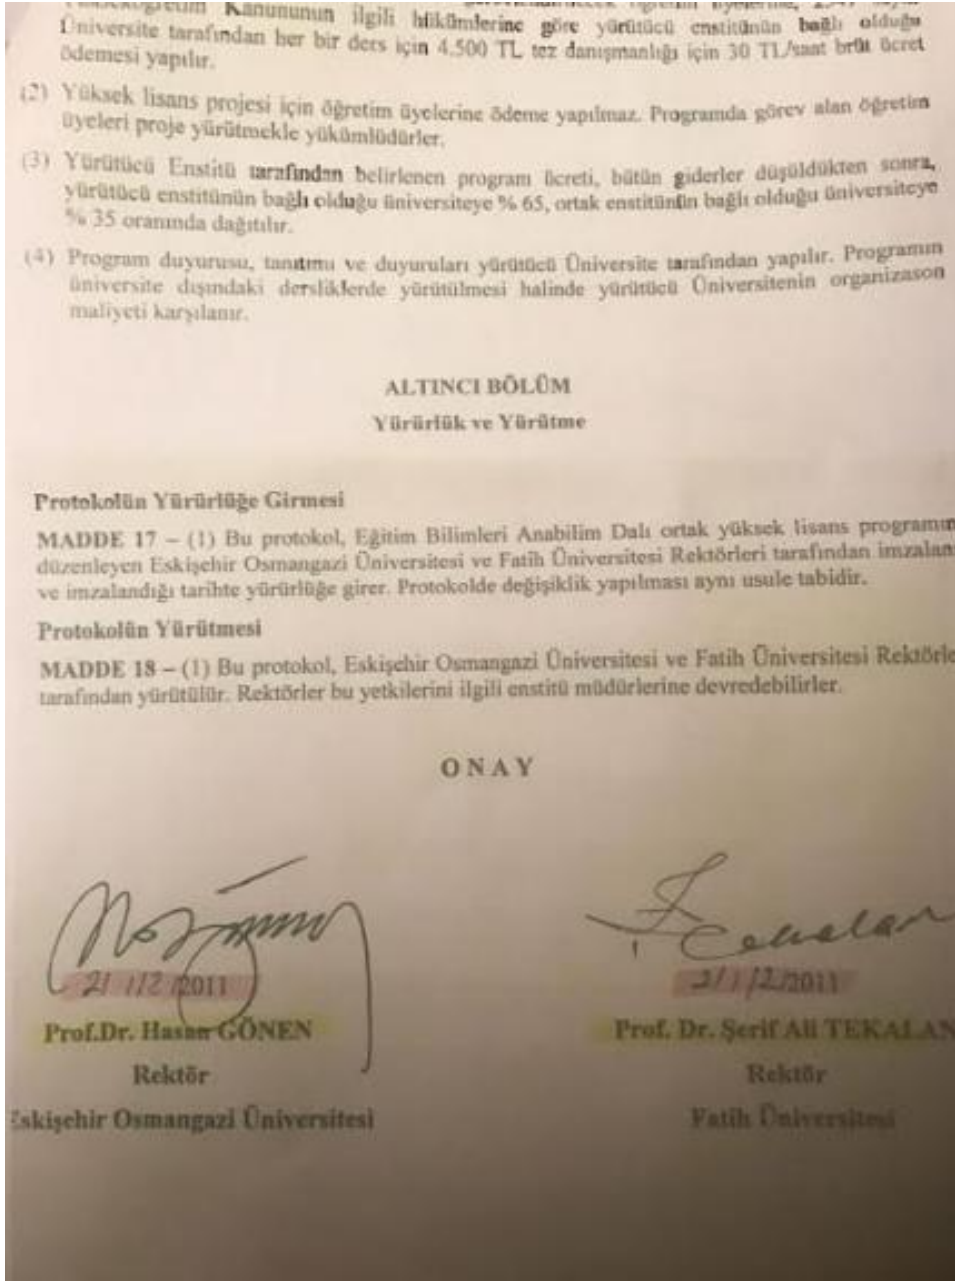 Kanununun ilgili hükümlerine göre yürütücü enstitünün bağlı olduğu
Üniversite tarafından her bir ders için 4.500 TL tez danışmanlığı için 30 TL/saat brüt ücret
ödemesi yapılır.
(2) Yüksek lisans projesi için öğretim üyelerine ödeme yapılmaz. Programda görev alan öğretim
üyeleri proje yürütmekle yükümlüdürler.
(3) Yürütücü Enstitü tarafından belirlenen program ücreti, bütün giderler düşüldükten sonra,
yürütücü enstitünün bağlı olduğu üniversiteye % 65, ortak enstitünün bağlı olduğu üniversiteye
% 35 oranında dağıtılır.
(4) Program duyurusu, tanıtımı ve duyuruları yürütücü Üniversite tarafından yapılır. Programın
üniversite dışındaki dersliklerde yürütülmesi halinde yürütücü Üniversitenin organizason
maliyeti karşılanır.
ALTINCI BÖLÜM
Yürürlük ve Yürütme
Protokolün Yürürlüğe Girmesi
MADDE 17 – (1) Bu protokol, Eğitim Bilimleri Anabilim Dalı ortak yüksek lisans programın
düzenleyen Eskişehir Osmangazi Üniversitesi ve Fatih Üniversitesi Rektörleri tarafından imzalan
ve imzalandığı tarihte yürürlüğe girer. Protokolde değişiklik yapılması aynı usule tabidir.
Protokolün Yürütmesi
MADDE 18 – (1) Bu protokol, Eskişehir Osmangazi Üniversitesi ve Fatih Üniversitesi Rektörle
tarafından yürütülür. Rektörler bu yetkilerini ilgili enstitü müdürlerine devredebilirler.
O N A Y
21/12/2011
2/12/2011
Prof.Dr. Hasan GÖNEN
Prof. Dr. Şerif Ali TEKALAN
Rektör
Rektör
Eskişehir Osmangazi Üniversitesi
Fatih Üniversitesi